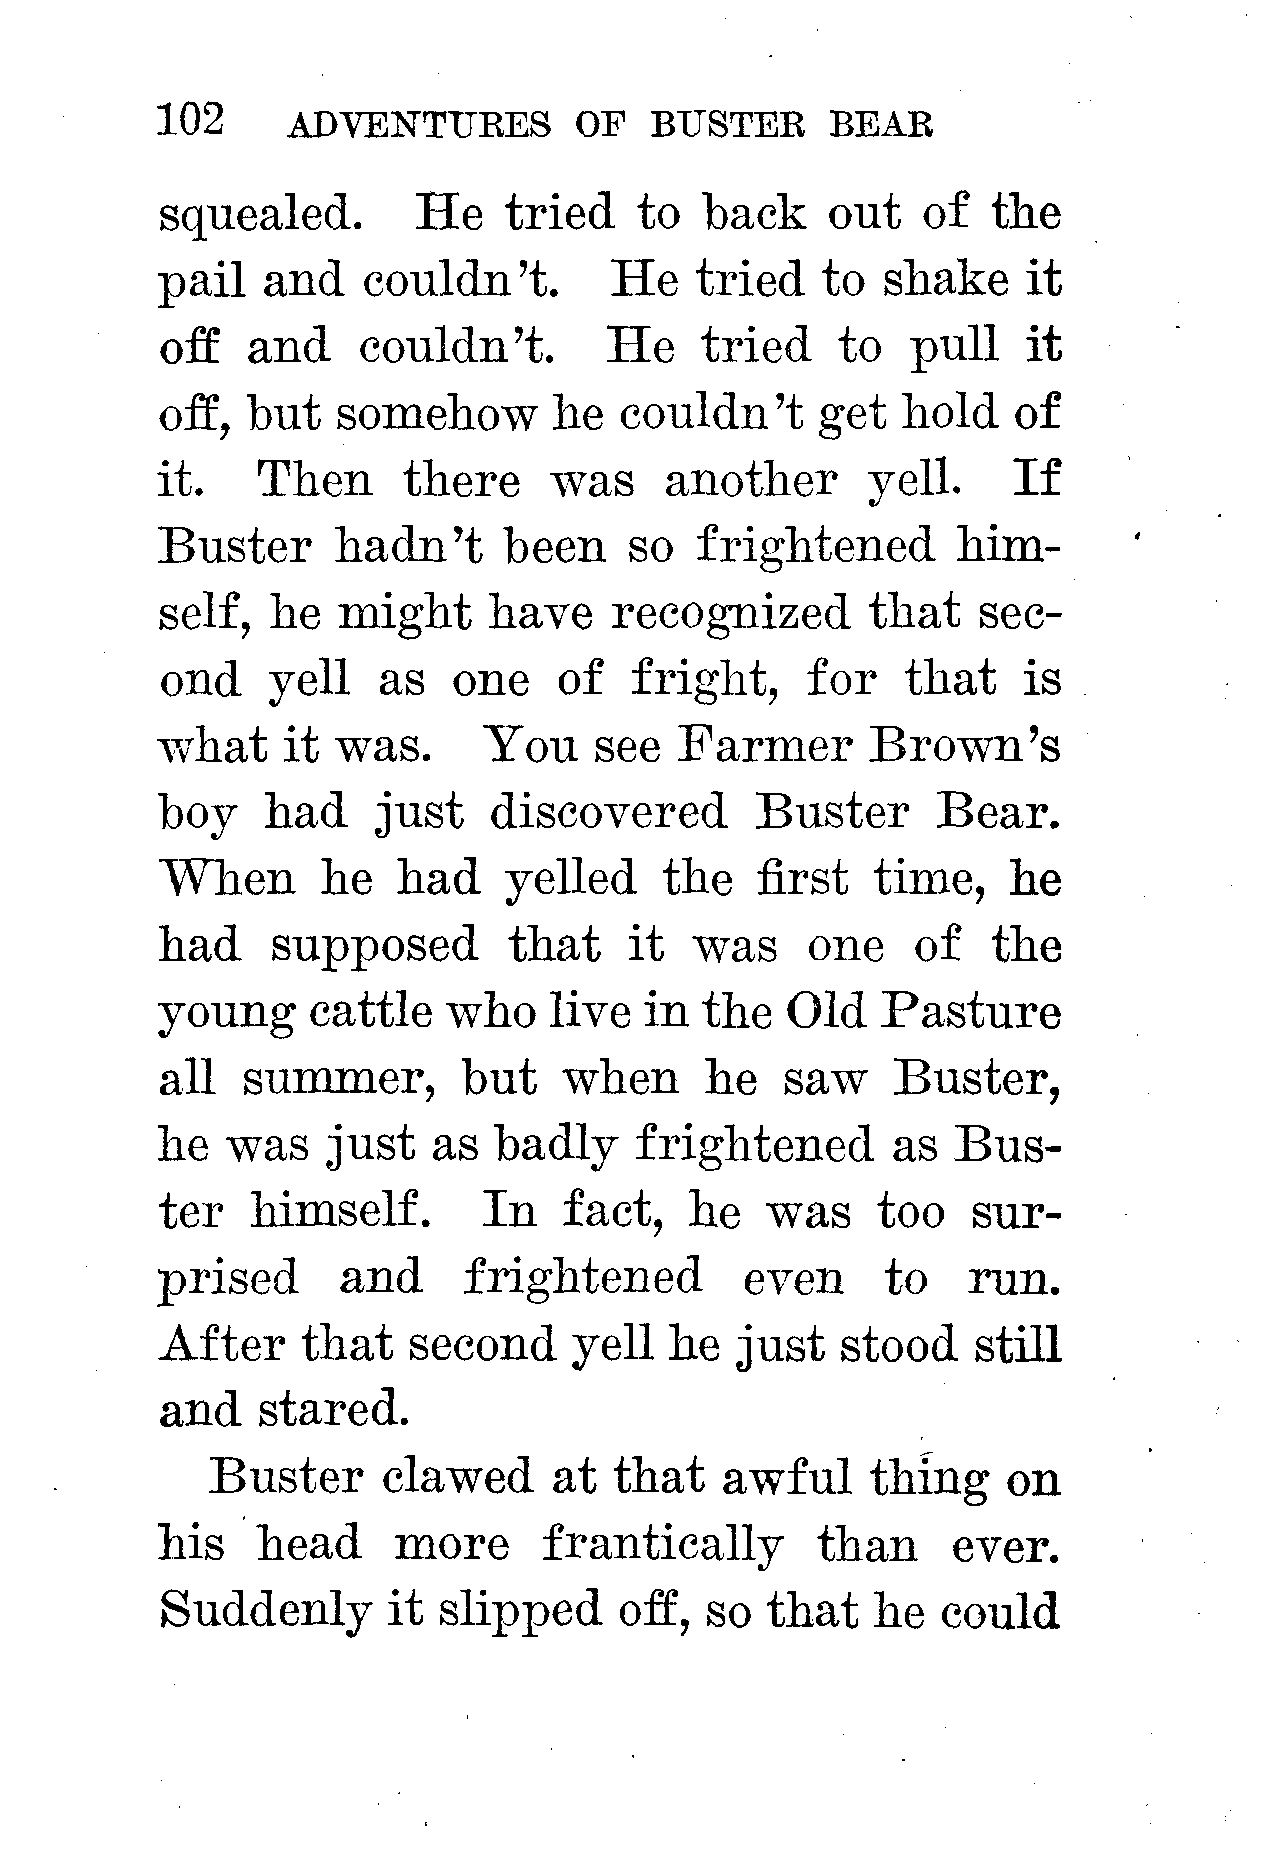 102 ADVENTURES OF BUSTER BEAR
squealed. He tried to back out of the
pail and couldn't. He tried to shake it
off and couldn't. He tried to pull it
off, but somehow he couldn't get hold of
it. Then there was another yell. If
Buster hadn't been so frightened him-
self, he might have recognized that sec-
ond yell as one of fright, for that is
what it was. You see Farmer Brown's
boy had just discovered Buster Bear.
When he had yelled the first time, he
had supposed that it was one of the
young cattle who live in the Old Pasture
all summer, but when he saw Buster,
he was just as badly frightened as Bus-
ter himself. In fact, he was too sur-
prised and frightened even to run.
After that second yell he just stood still
and stared.
Buster clawed at that awful thing on
his head more frantically than ever.
Suddenly it slipped off, so that he could